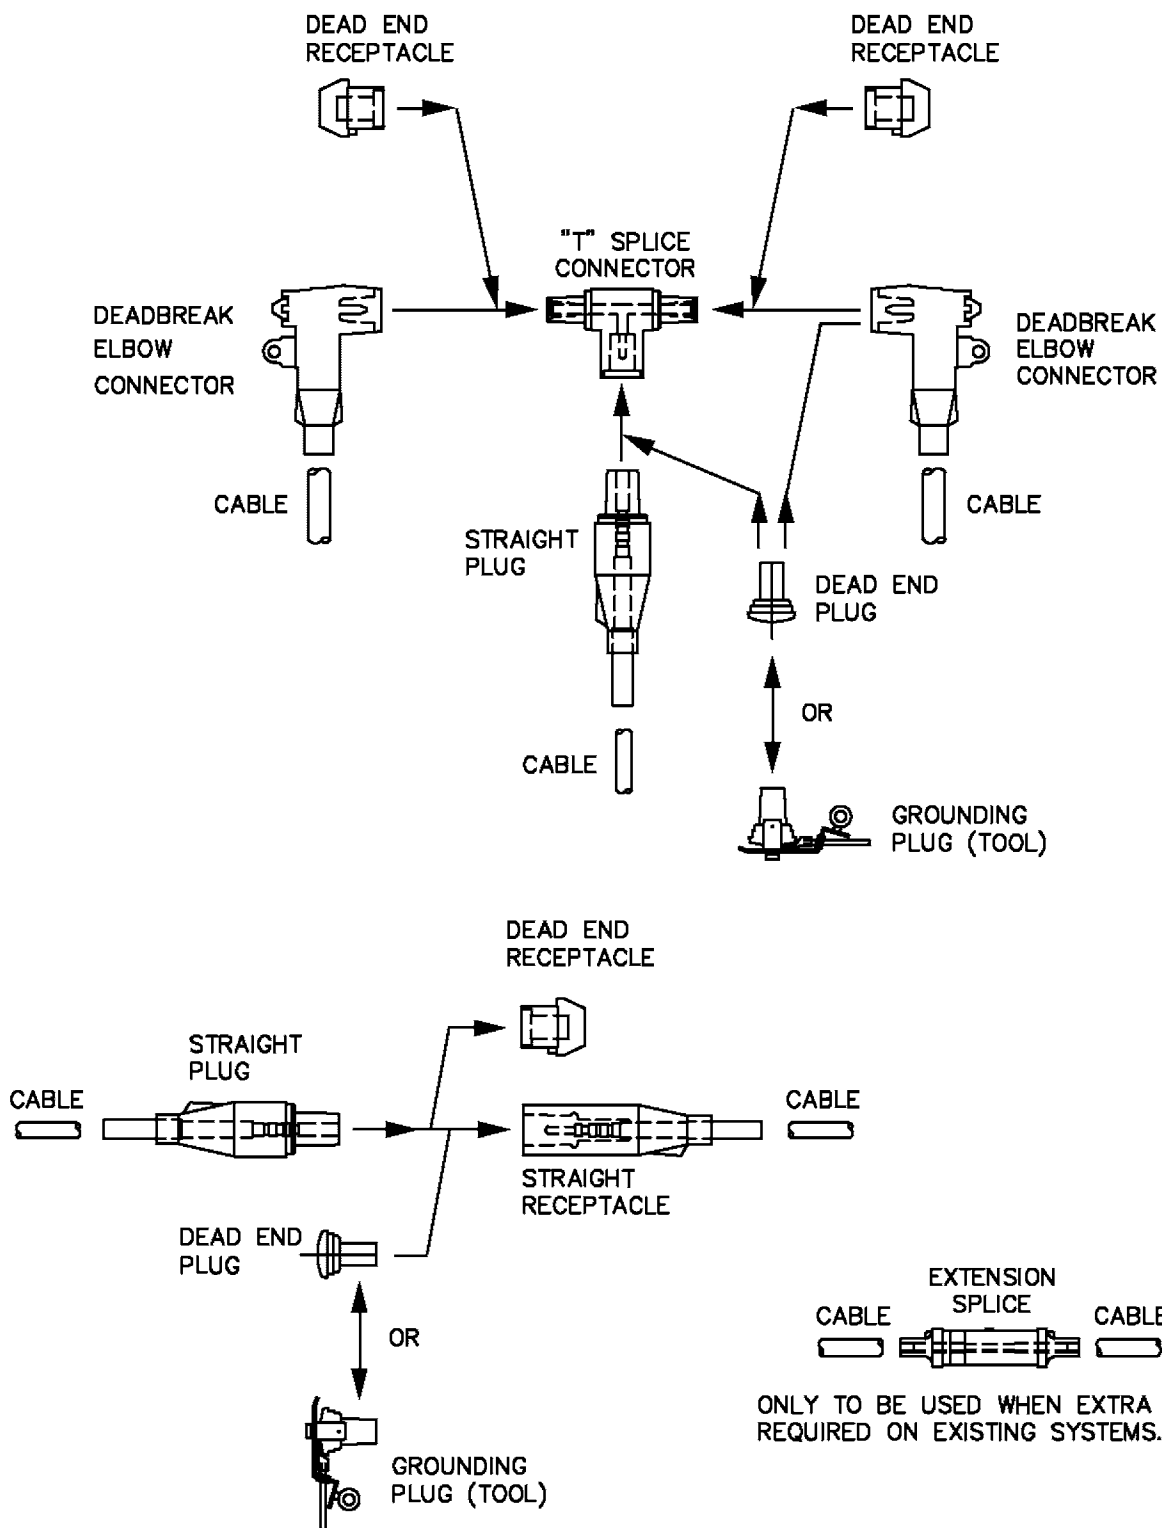 DEAD END
RECEPTACLE
DEAD END
RECEPTACLE
"T" SPLICE
CONNECTOR
DEADBREAK
ELBOW
CONNECTOR
DEADBREAK
ELBOW
CONNECTOR
CABLE
CABLE
STRAIGHT
PLUG
DEAD END
PLUG
OR
CABLE
GROUNDING
PLUG (TOOL)
DEAD END
RECEPTACLE
STRAIGHT
PLUG
CABLE
CABLE
STRAIGHT
RECEPTACLE
DEAD END
PLUG
OR
GROUNDING
PLUG (TOOL)
EXTENSION
SPLICE
CABLE
CABLE
ONLY TO BE USED WHEN EXTRA
REQUIRED ON EXISTING SYSTEMS.